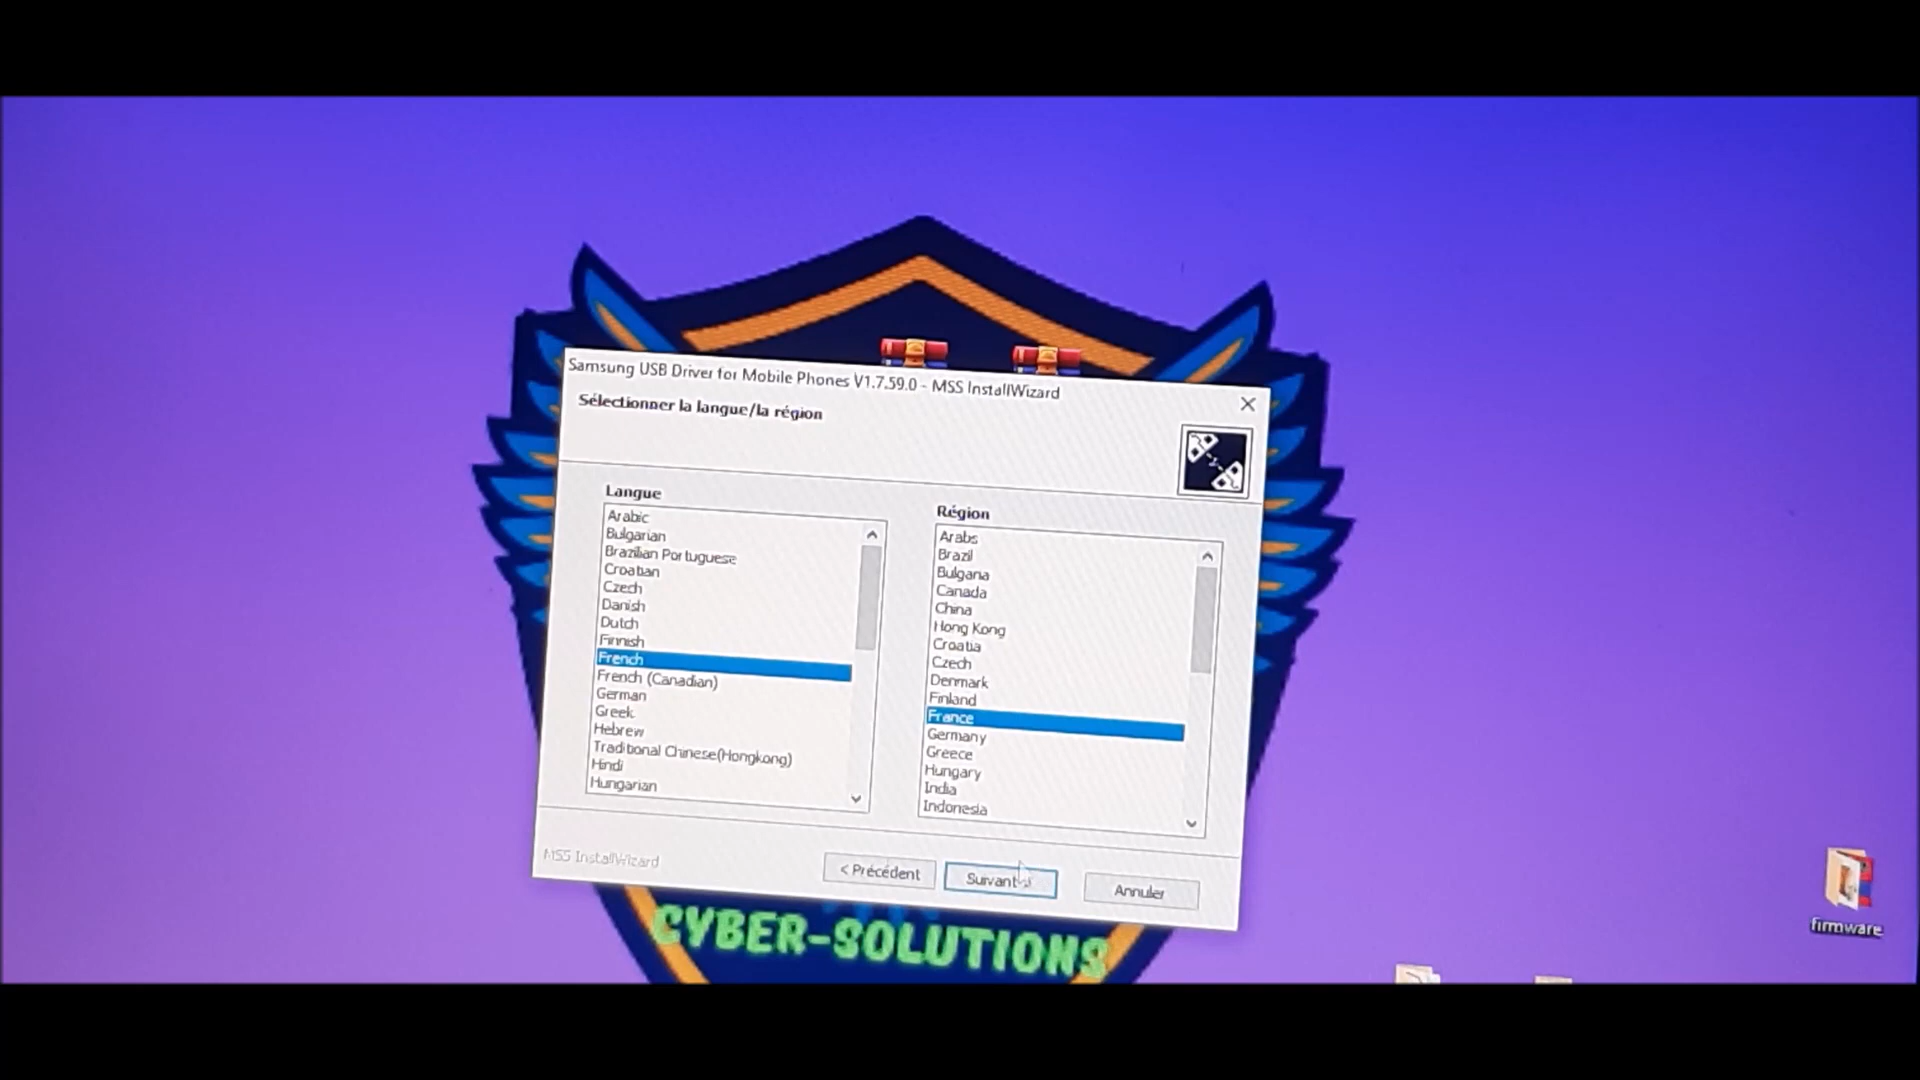 Samsung USB Driver for Mobile Phones V1.7.59.0 - MSS InstallWizard
Sélectionner la langue/la région
Langue
Arabic
Bulgarian
Brazilian Portuguese
Croatian
Czech
Danish
Dutch
Finnish
French
French (Canadian)
German
Greek
Hebrew
Traditional Chinese(Hongkong)
Hindi
Hungarian
Région
Arabs
Brazil
Bulgaria
Canada
China
Hong Kong
Croatia
Czech
Denmark
Finland
France
Germany
Greece
Hungary
India
Indonesia
MSS InstallWizard
< Précédent
Suivant >
Annuler
CYBER-SOLUTIONS
firmware